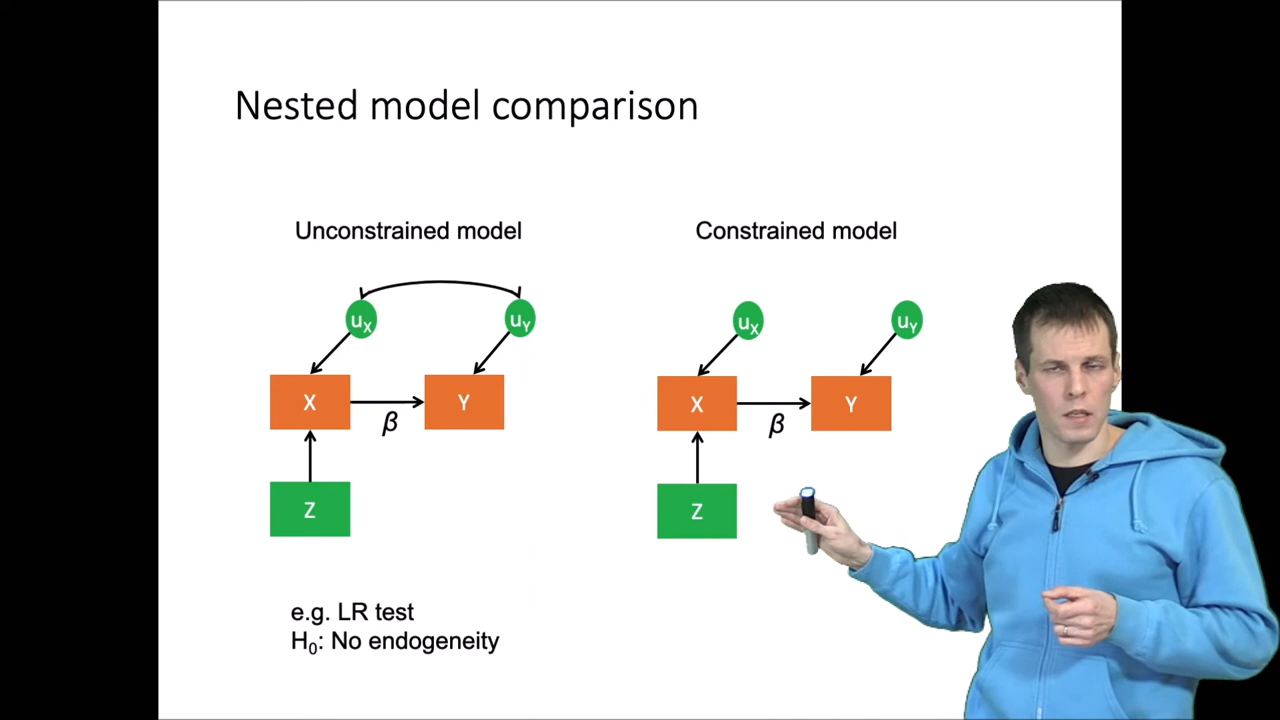 Nested model comparison
Unconstrained model
Constrained model
uX
uY
uX
uY
X
Y
X
Y
β
β
Z
Z
e.g. LR test
H0: No endogeneity